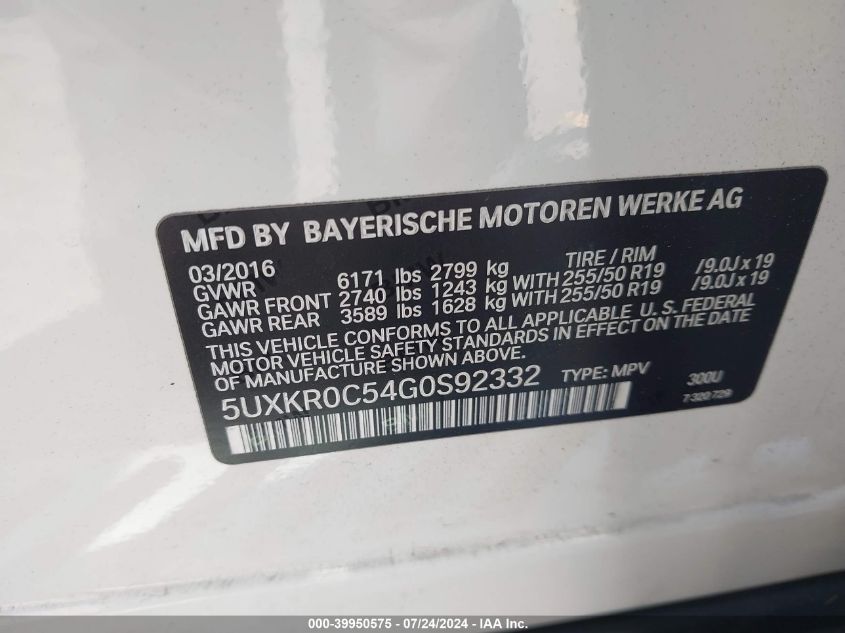 MFD BY BAYERISCHE MOTOREN WERKE AG
03/2016 TIRE / RIM
GVWR 6171 lbs 2799 kg
GAWR FRONT 2740 lbs 1243 kg WITH 255/50 R19 /9.0J x 19
GAWR REAR 3589 lbs 1628 kg WITH 255/50 R19 /9.0J x 19
THIS VEHICLE CONFORMS TO ALL APPLICABLE U. S. FEDERAL
MOTOR VEHICLE SAFETY STANDARDS IN EFFECT ON THE DATE
OF MANUFACTURE SHOWN ABOVE.
5UXKR0C54G0S92332 TYPE: MPV 300U
7 320 729
000-39950575 - 07/24/2024 - IAA Inc.